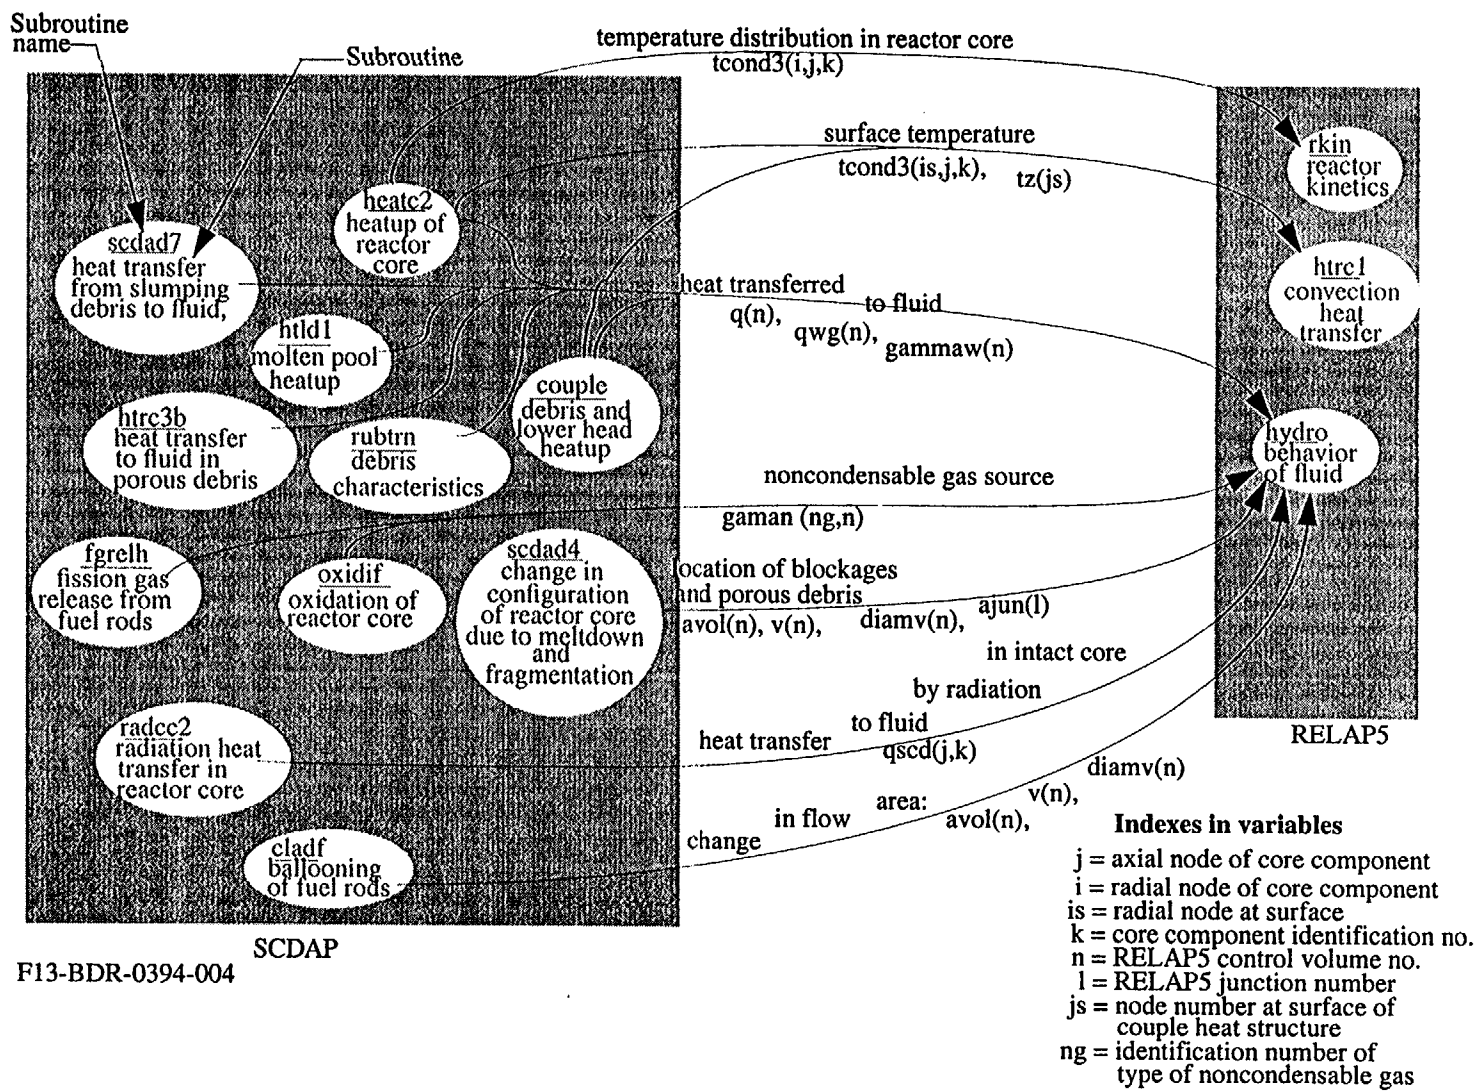 Subroutine
name
Subroutine
temperature distribution in reactor core
tcond3(i,j,k)
surface temperature
tcond3(is,j,k), tz(js)
heatc2
heatup of
reactor
core
scdad7
heat transfer
from slumping
debris to fluid,
htld1
molten pool
heatup
couple
debris and
lower head
heatup
htrc3b
heat transfer
to fluid in
porous debris
rubtrn
debris
characteristics
fgrelh
fission gas
release from
fuel rods
oxidif
oxidation of
reactor core
scdad4
change in
configuration
of reactor core
due to meltdown
and
fragmentation
radcc2
radiation heat
transfer in
reactor core
cladf
ballooning
of fuel rods
SCDAP
heat transferred
to fluid
q(n),
qwg(n),
gammaw(n)
noncondensable gas source
gaman (ng,n)
location of blockages
and porous debris
avol(n), v(n), diamv(n), ajun(l)
heat transfer
to fluid
by radiation
in intact core
qscd(j,k)
change
in flow
area:
avol(n),
v(n),
diamv(n)
rkin
reactor
kinetics
htrc1
convection
heat
transfer
hydro
behavior
of fluid
RELAP5
Indexes in variables
j = axial node of core component
i = radial node of core component
is = radial node at surface
k = core component identification no.
n = RELAP5 control volume no.
l = RELAP5 junction number
js = node number at surface of
couple heat structure
ng = identification number of
type of noncondensable gas
F13-BDR-0394-004